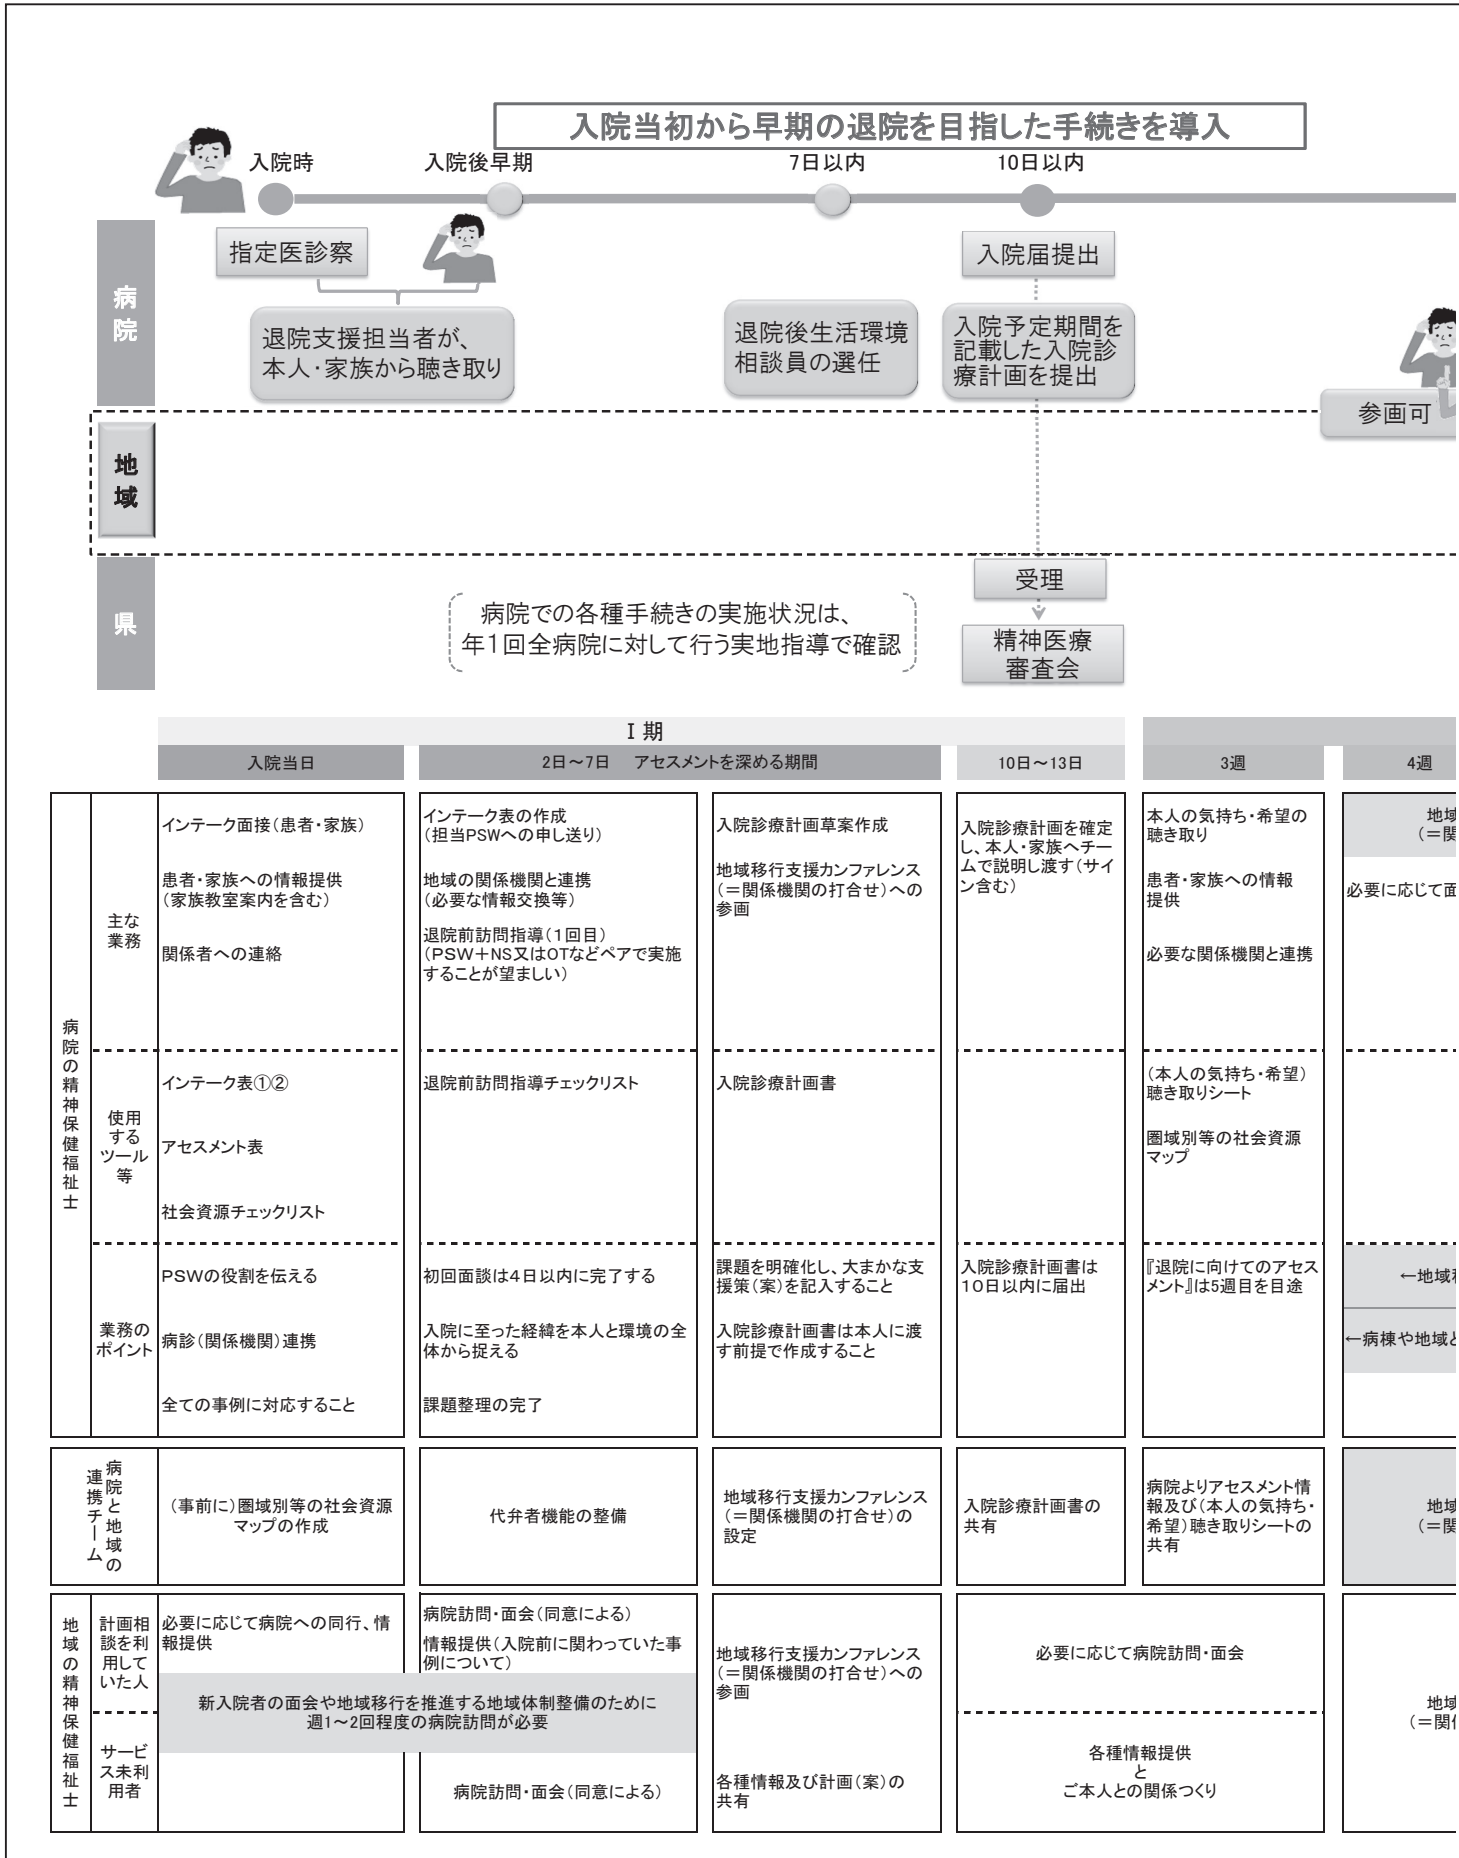 入院当初から早期の退院を目指した手続きを導入
入院時
入院後早期
7日以内
10日以内
病院
指定医診察
退院支援担当者が、
本人・家族から聴き取り
退院後生活環境
相談員の選任
入院届提出
入院予定期間を
記載した入院診
療計画を提出
参画可
地域
県
病院での各種手続きの実施状況は、
年1回全病院に対して行う実地指導で確認
受理
精神医療
審査会
Ⅰ期
入院当日
2日～7日　アセスメントを深める期間
10日～13日
3週
4週
病院の精神保健福祉士
主な
業務
インテーク面接(患者・家族)
患者・家族への情報提供
(家族教室案内を含む)
関係者への連絡
インテーク表の作成
(担当PSWへの申し送り)
地域の関係機関と連携
(必要な情報交換等)
退院前訪問指導(1回目)
(PSW＋NS又はOTなどペアで実施
することが望ましい)
入院診療計画草案作成
地域移行支援カンファレンス
(＝関係機関の打合せ)への
参画
入院診療計画を確定
し、本人・家族へチー
ムで説明し渡す(サイ
ン含む)
本人の気持ち・希望の
聴き取り
患者・家族への情報
提供
必要な関係機関と連携
地域
(＝関
必要に応じて面
使用
する
ツール
等
インテーク表①②
アセスメント表
社会資源チェックリスト
退院前訪問指導チェックリスト
入院診療計画書
(本人の気持ち・希望)
聴き取りシート
圏域別等の社会資源
マップ
業務の
ポイント
PSWの役割を伝える
病診(関係機関)連携
全ての事例に対応すること
初回面談は4日以内に完了する
入院に至った経緯を本人と環境の全
体から捉える
課題整理の完了
課題を明確化し、大まかな支
援策(案)を記入すること
入院診療計画書は本人に渡
す前提で作成すること
入院診療計画書は
10日以内に届出
『退院に向けてのアセス
メント』は5週目を目途
←地域移
←病棟や地域と
病院と地域の
連携チーム
(事前に)圏域別等の社会資源
マップの作成
代弁者機能の整備
地域移行支援カンファレンス
(＝関係機関の打合せ)の
設定
入院診療計画書の
共有
病院よりアセスメント情
報及び(本人の気持ち・
希望)聴き取りシートの
共有
地域
(＝関
地域の精神保健福祉士
計画相
談を利
用して
いた人
必要に応じて病院への同行、情
報提供
病院訪問・面会(同意による)
情報提供(入院前に関わっていた事
例について)
地域移行支援カンファレンス
(＝関係機関の打合せ)への
参画
必要に応じて病院訪問・面会
新入院者の面会や地域移行を推進する地域体制整備のために
週1～2回程度の病院訪問が必要
地域
(＝関係
サービ
ス未利
用者
病院訪問・面会(同意による)
各種情報及び計画(案)の
共有
各種情報提供
と
ご本人との関係つくり